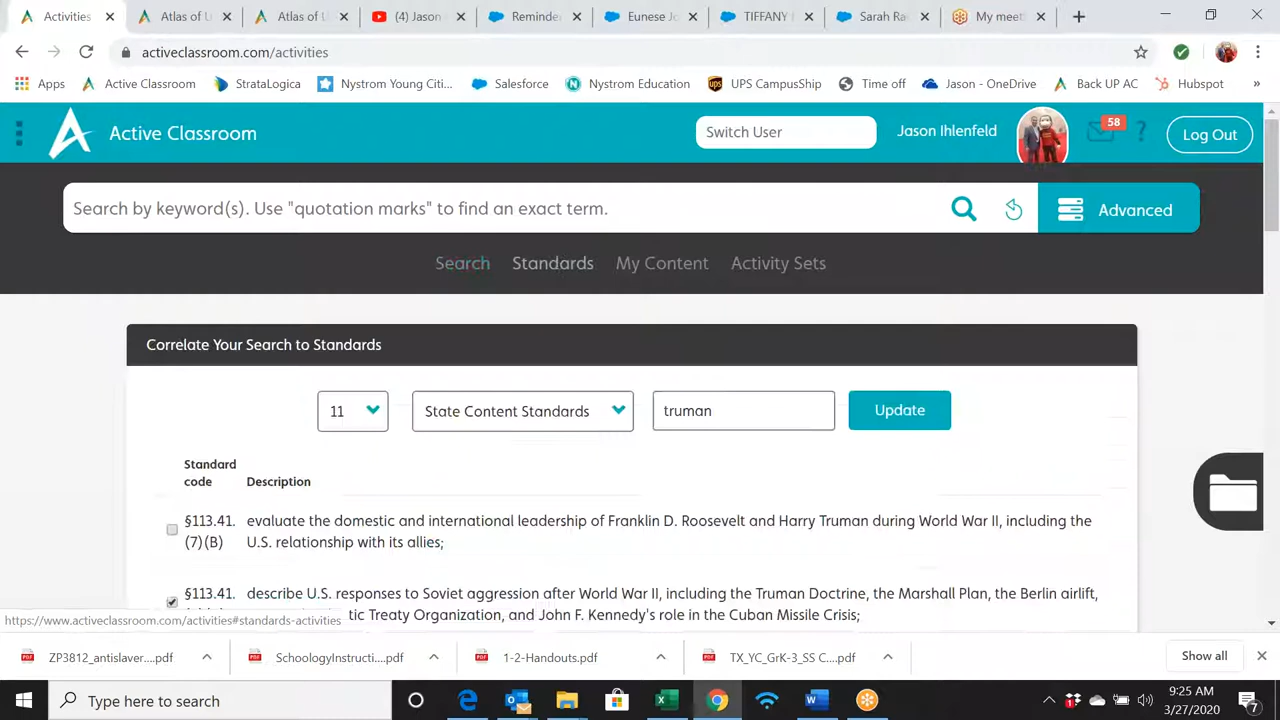 Activities
Atlas of U
Atlas of U
(4) Jason
Reminde
Eunese Jo
TIFFANY
Sarah Ra
My meet
activeclassroom.com/activities
Apps
Active Classroom
StrataLogica
Nystrom Young Citi...
Salesforce
Nystrom Education
UPS CampusShip
Time off
Jason - OneDrive
Back UP AC
Hubspot
»
Active Classroom
Switch User
Jason Ihlenfeld
58
?
Log Out
Search by keyword(s). Use "quotation marks" to find an exact term.
Advanced
Search
Standards
My Content
Activity Sets
Correlate Your Search to Standards
11
State Content Standards
truman
Update
Standard
code
Description
§113.41.
(7)(B)
evaluate the domestic and international leadership of Franklin D. Roosevelt and Harry Truman during World War II, including the
U.S. relationship with its allies;
§113.41.
describe U.S. responses to Soviet aggression after World War II, including the Truman Doctrine, the Marshall Plan, the Berlin airlift,
tic Treaty Organization, and John F. Kennedy's role in the Cuban Missile Crisis;
https://www.activeclassroom.com/activities#standards-activities
ZP3812_antislaver....pdf
SchoologyInstructi....pdf
1-2-Handouts.pdf
TX_YC_GrK-3_SS C....pdf
Show all
Type here to search
9:25 AM
3/27/2020
7